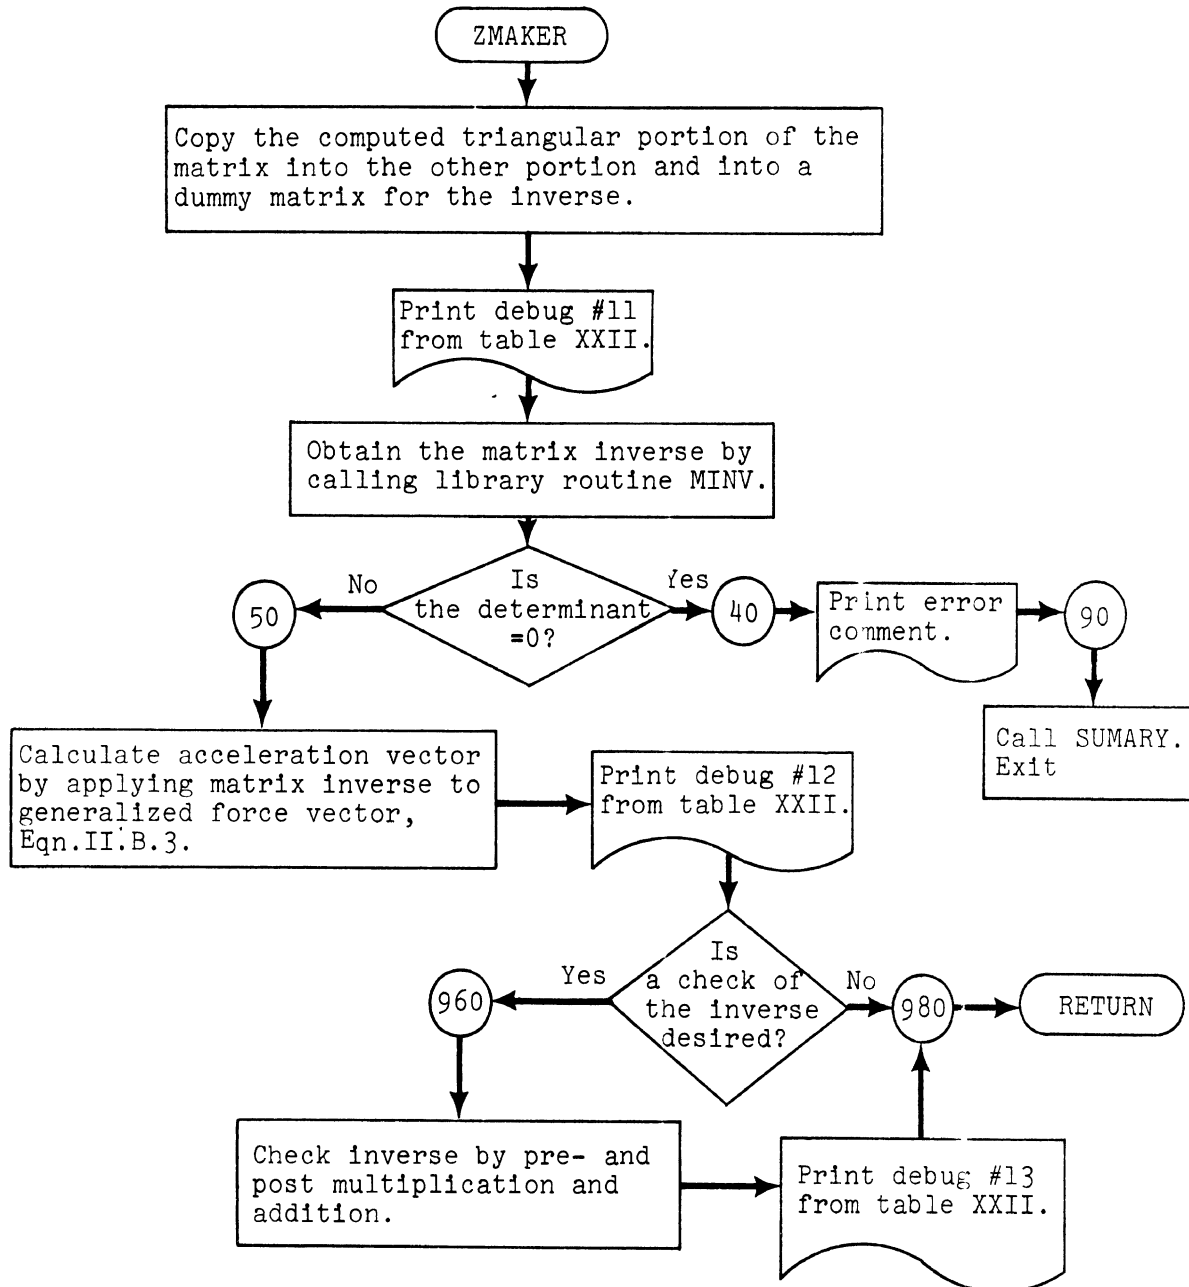 ZMAKER
Copy the computed triangular portion of the
matrix into the other portion and into a
dummy matrix for the inverse.
Print debug #11
from table XXII.
Obtain the matrix inverse by
calling library routine MINV.
No
Is
the determinant
=0?
Yes
50
40
Print error
comment.
90
Call SUMARY.
Exit
Calculate acceleration vector
by applying matrix inverse to
generalized force vector,
Eqn.II.B.3.
Print debug #12
from table XXII.
Is
a check of
the inverse
desired?
Yes
No
960
980
RETURN
Check inverse by pre- and
post multiplication and
addition.
Print debug #13
from table XXII.